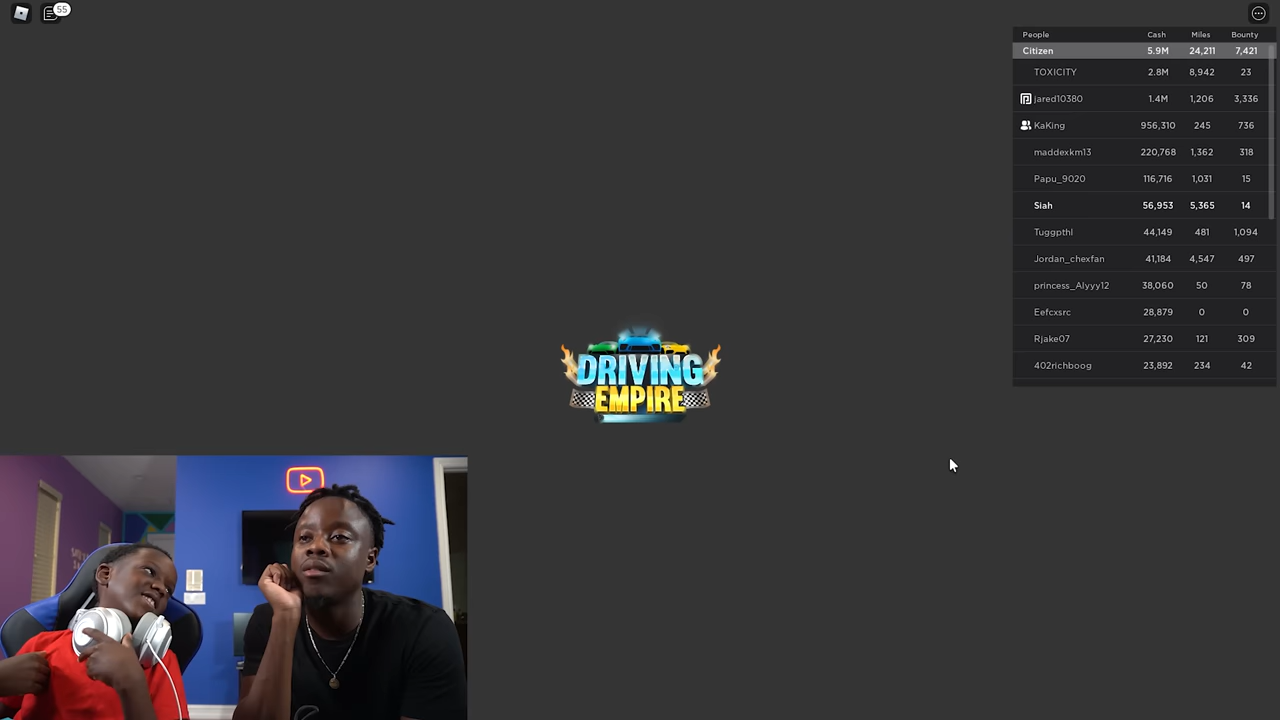 55
People Cash Miles Bounty
Citizen 5.9M 24,211 7,421
TOXICITY 2.8M 8,942 23
jared10380 1.4M 1,206 3,336
KaKing 956,310 245 736
maddexkm13 220,768 1,362 318
Papu_9020 116,716 1,031 15
Siah 56,953 5,365 14
Tuggpthl 44,149 481 1,094
Jordan_chexfan 41,184 4,547 497
princess_Alyyy12 38,060 50 78
Eefcxsrc 28,879 0 0
Rjake07 27,230 121 309
402richboog 23,892 234 42
DRIVING
EMPIRE